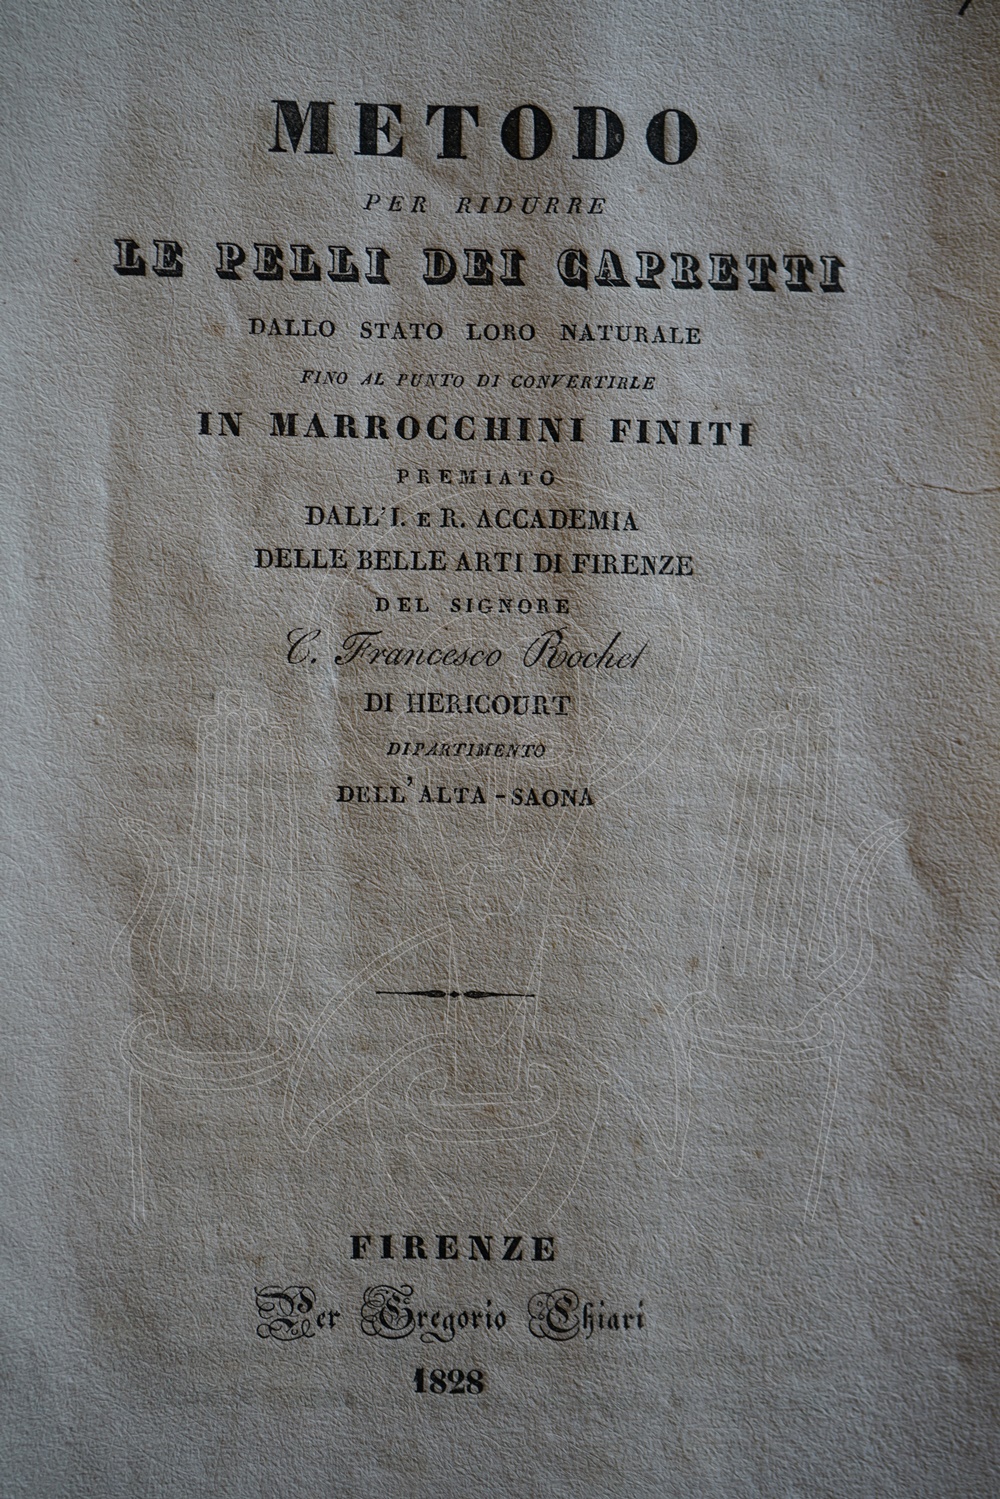 METODO
PER RIDURRE
LE PELLI DEI CAPRETTI
DALLO STATO LORO NATURALE
FINO AL PUNTO DI CONVERTIRLE
IN MARROCCHINI FINITI
PREMIATO
DALL'I. E R. ACCADEMIA
DELLE BELLE ARTI DI FIRENZE
DEL SIGNORE
C. Francesco Rochet
DI HERICOURT
DIPARTIMENTO
DELL'ALTA-SAONA
FIRENZE
Per Gregorio Chiari
1828